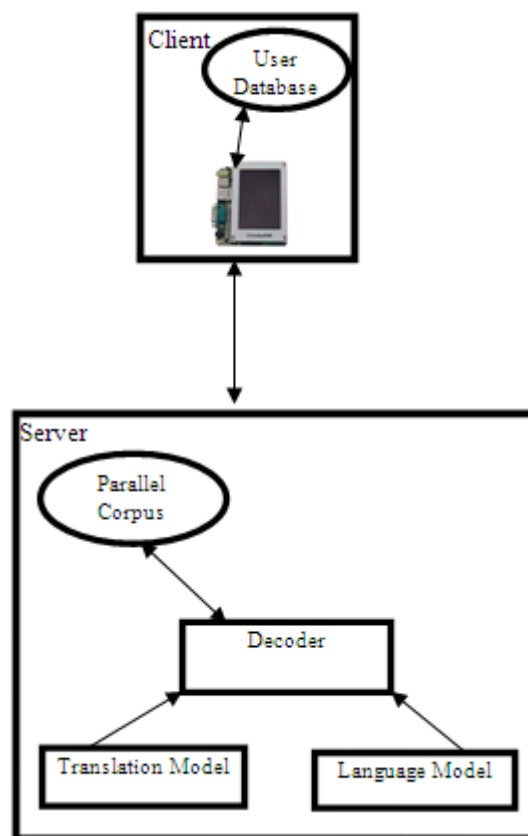 Client
User
Database
Server
Parallel
Corpus
Decoder
Translation Model
Language Model